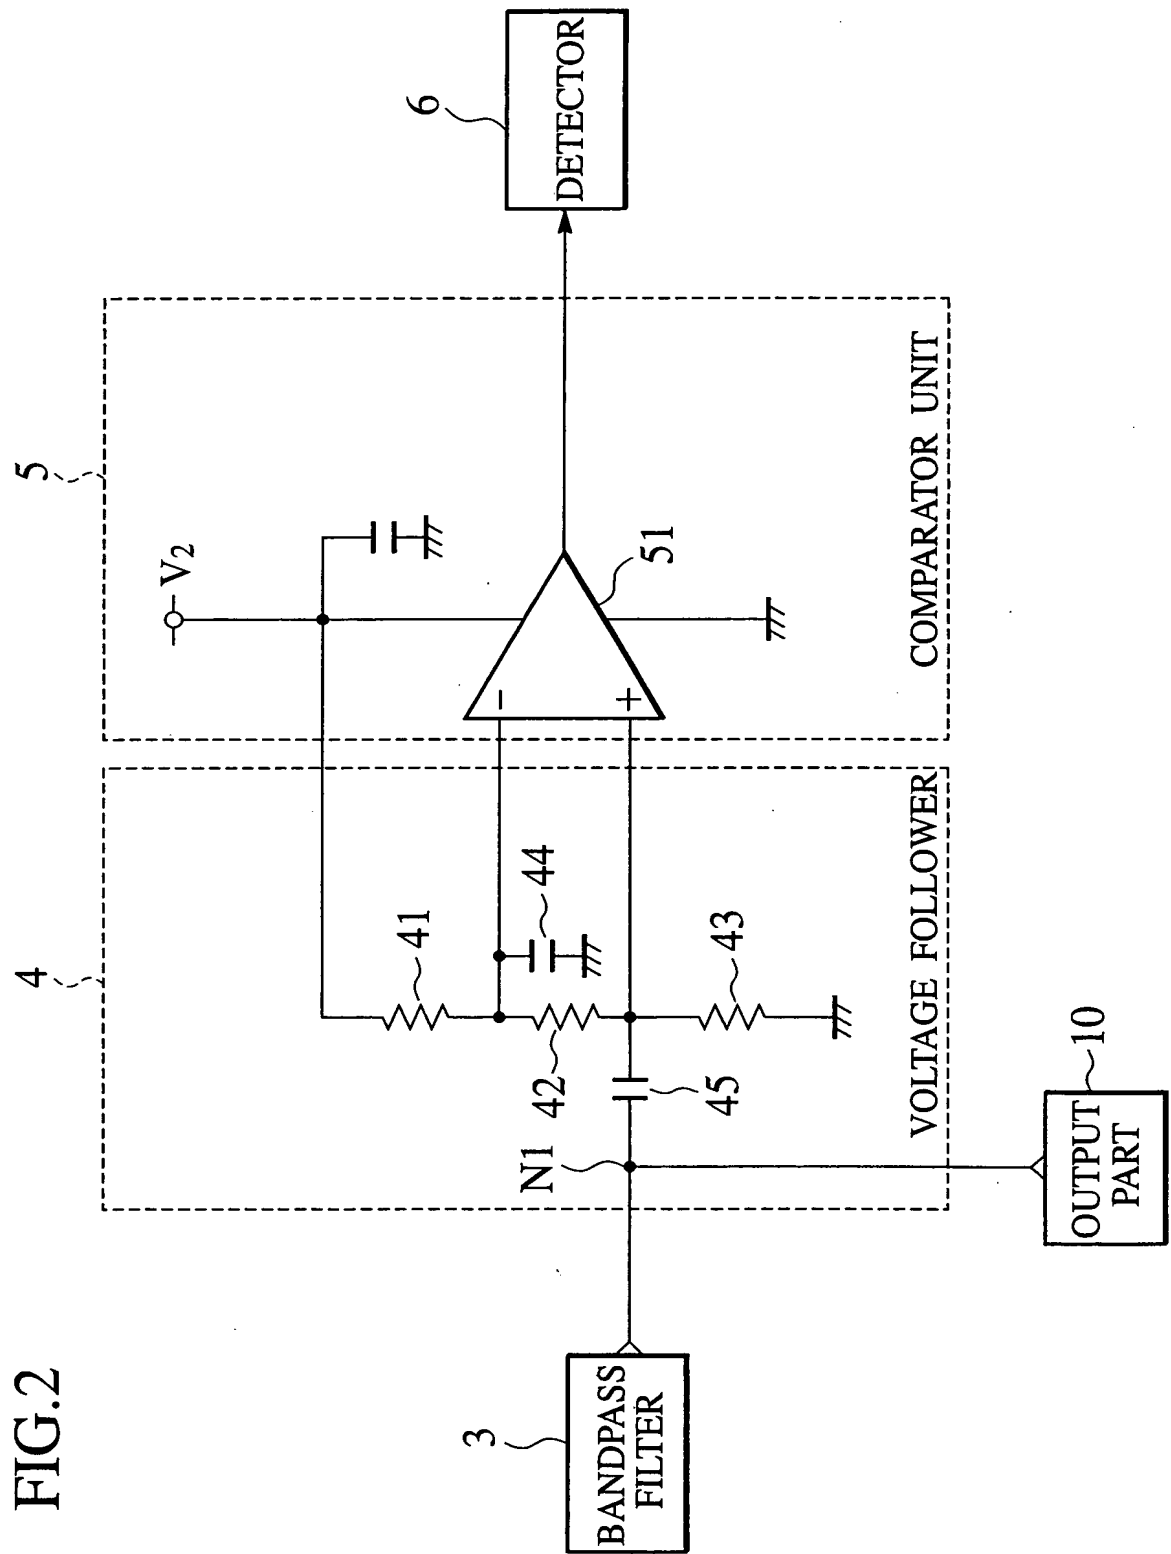 FIG.2
4
5
6
V2
DETECTOR
41
44
42
N1
3
BANDPASS
FILTER
45
43
−
+
51
VOLTAGE FOLLOWER
COMPARATOR UNIT
10
OUTPUT
PART